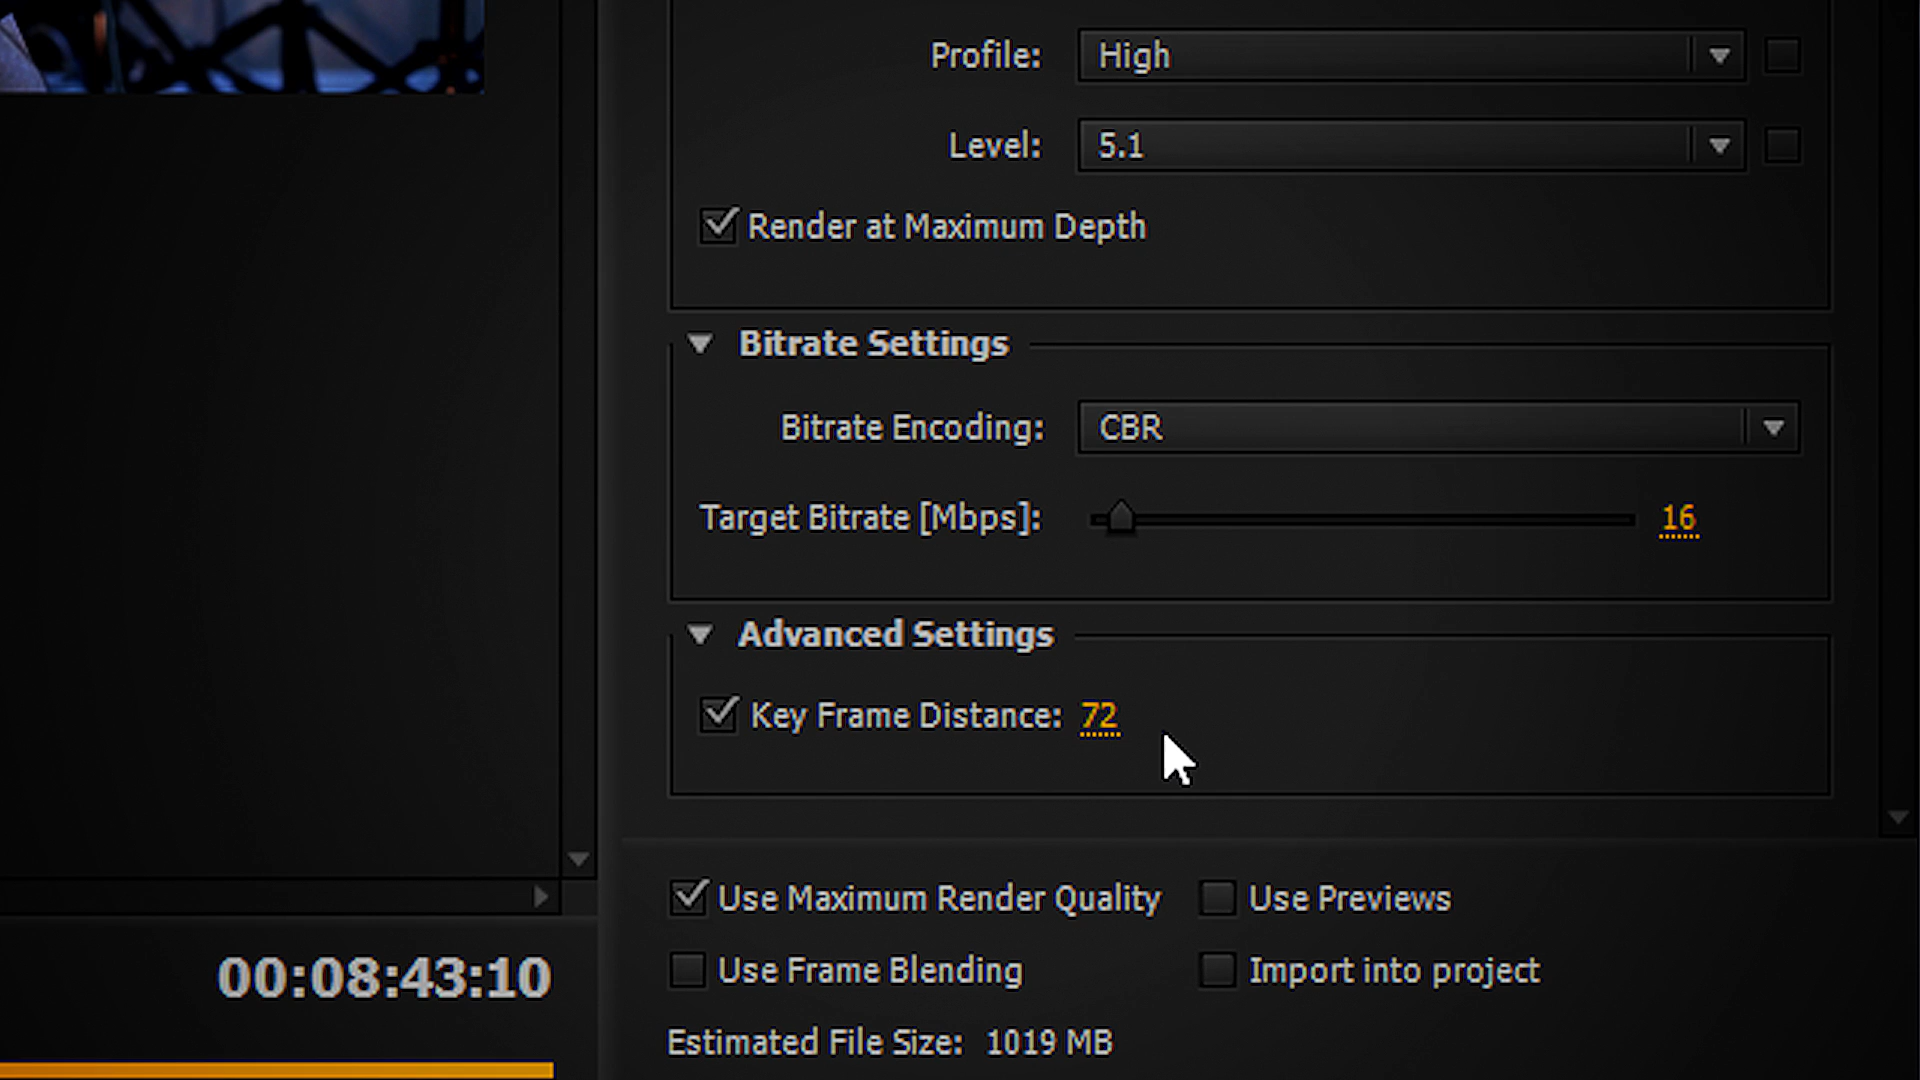 Profile: High
Level: 5.1
Render at Maximum Depth
Bitrate Settings
Bitrate Encoding: CBR
Target Bitrate [Mbps]: 16
Advanced Settings
Key Frame Distance: 72
Use Maximum Render Quality Use Previews
Use Frame Blending Import into project
00:08:43:10
Estimated File Size: 1019 MB